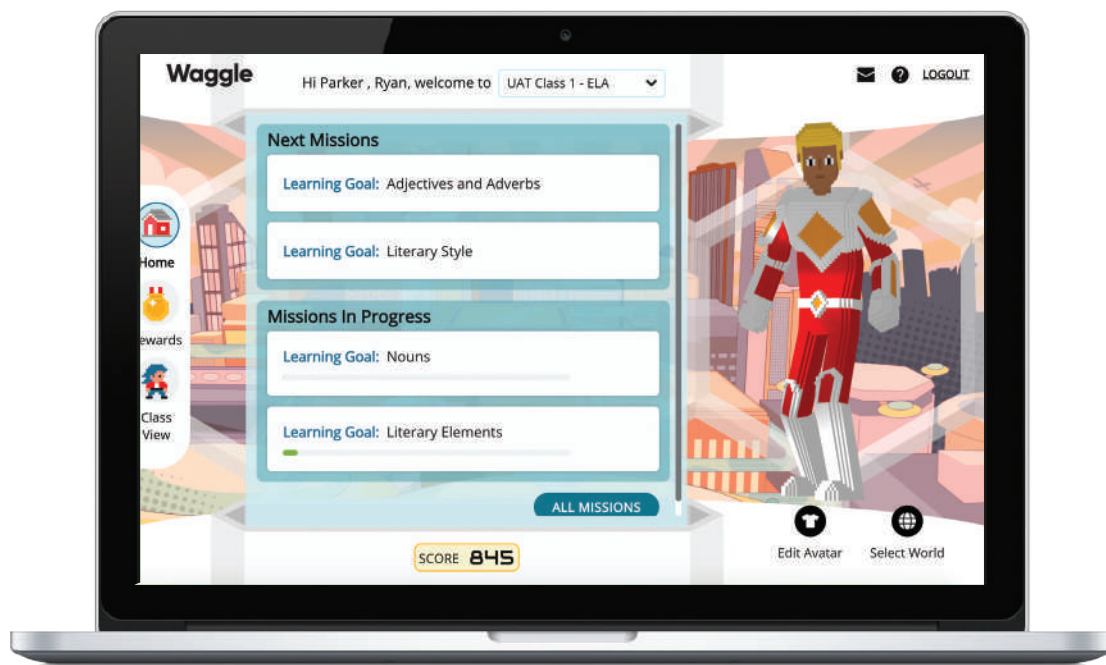 Waggle
Hi Parker , Ryan, welcome to UAT Class 1 - ELA
LOGOUT
Next Missions
Learning Goal: Adjectives and Adverbs
Learning Goal: Literary Style
Home
ewards
Class
View
Missions In Progress
Learning Goal: Nouns
Learning Goal: Literary Elements
ALL MISSIONS
SCORE 845
Edit Avatar
Select World